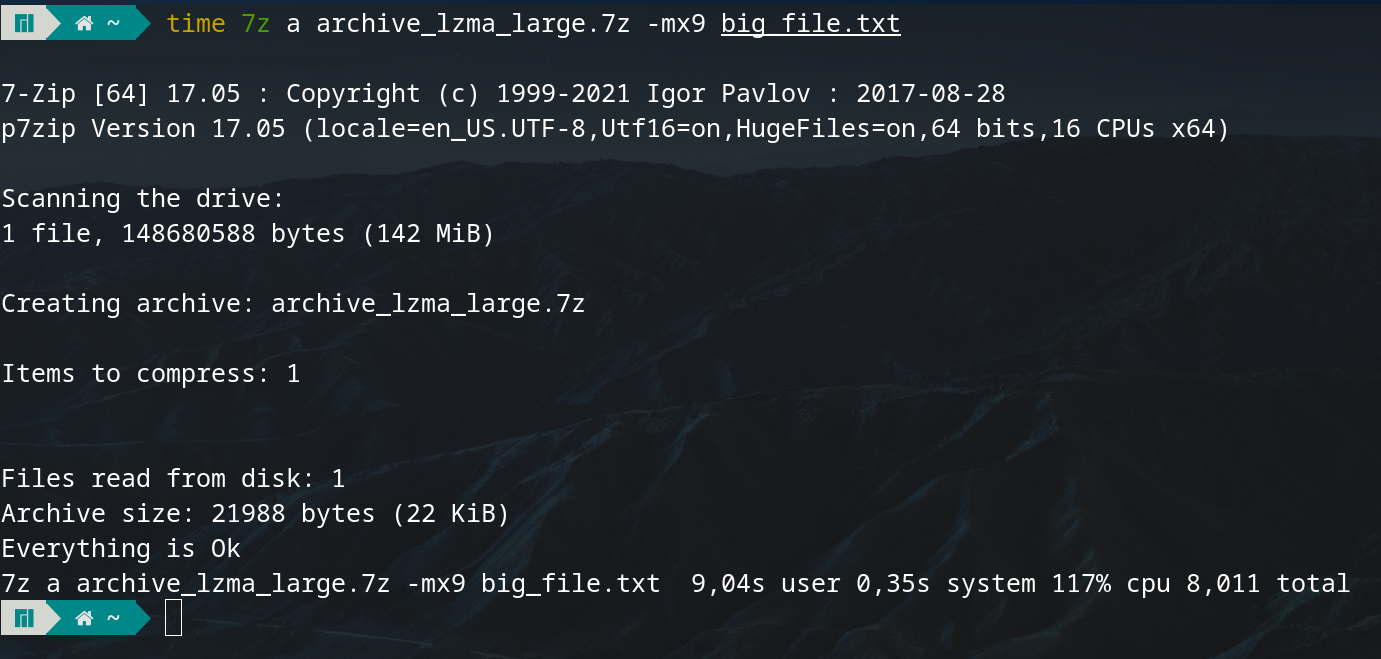 ~ time 7z a archive_lzma_large.7z -mx9 big_file.txt
7-Zip [64] 17.05 : Copyright (c) 1999-2021 Igor Pavlov : 2017-08-28
p7zip Version 17.05 (locale=en_US.UTF-8,Utf16=on,HugeFiles=on,64 bits,16 CPUs x64)
Scanning the drive:
1 file, 148680588 bytes (142 MiB)
Creating archive: archive_lzma_large.7z
Items to compress: 1
Files read from disk: 1
Archive size: 21988 bytes (22 KiB)
Everything is Ok
7z a archive_lzma_large.7z -mx9 big_file.txt  9,04s user 0,35s system 117% cpu 8,011 total
~